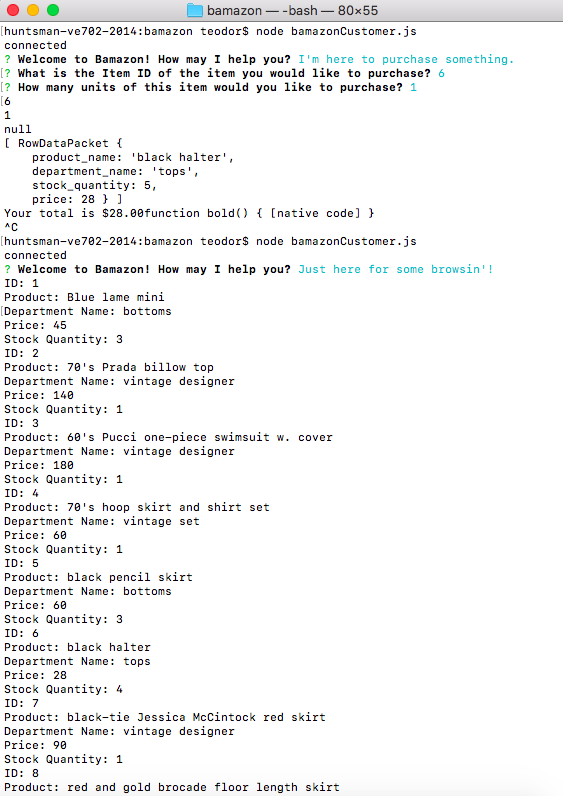 bamazon — -bash — 80×55
[huntsman-ve702-2014:bamazon teodor$ node bamazonCustomer.js
connected
? Welcome to Bamazon! How may I help you? I'm here to purchase something.
[? What is the Item ID of the item you would like to purchase? 6
[? How many units of this item would you like to purchase? 1
[6
1
null
[ RowDataPacket {
    product_name: 'black halter',
    department_name: 'tops',
    stock_quantity: 5,
    price: 28 } ]
Your total is $28.00function bold() { [native code] }
^C
[huntsman-ve702-2014:bamazon teodor$ node bamazonCustomer.js
connected
? Welcome to Bamazon! How may I help you? Just here for some browsin'!
ID: 1
Product: Blue lame mini
[Department Name: bottoms
Price: 45
Stock Quantity: 3
ID: 2
Product: 70's Prada billow top
Department Name: vintage designer
Price: 140
Stock Quantity: 1
ID: 3
Product: 60's Pucci one-piece swimsuit w. cover
Department Name: vintage designer
Price: 180
Stock Quantity: 1
ID: 4
Product: 70's hoop skirt and shirt set
Department Name: vintage set
Price: 60
Stock Quantity: 1
ID: 5
Product: black pencil skirt
Department Name: bottoms
Price: 60
Stock Quantity: 3
ID: 6
Product: black halter
Department Name: tops
Price: 28
Stock Quantity: 4
ID: 7
Product: black-tie Jessica McCintock red skirt
Department Name: vintage designer
Price: 90
Stock Quantity: 1
ID: 8
Product: red and gold brocade floor length skirt